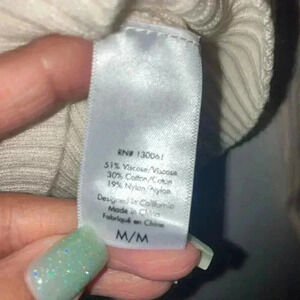 RN# 130061
51% Viscose/Viscose
30% Cotton/Coton
19% Nylon/Nylon
Designed in California
Made in China
Fabriqué en Chine
M/M